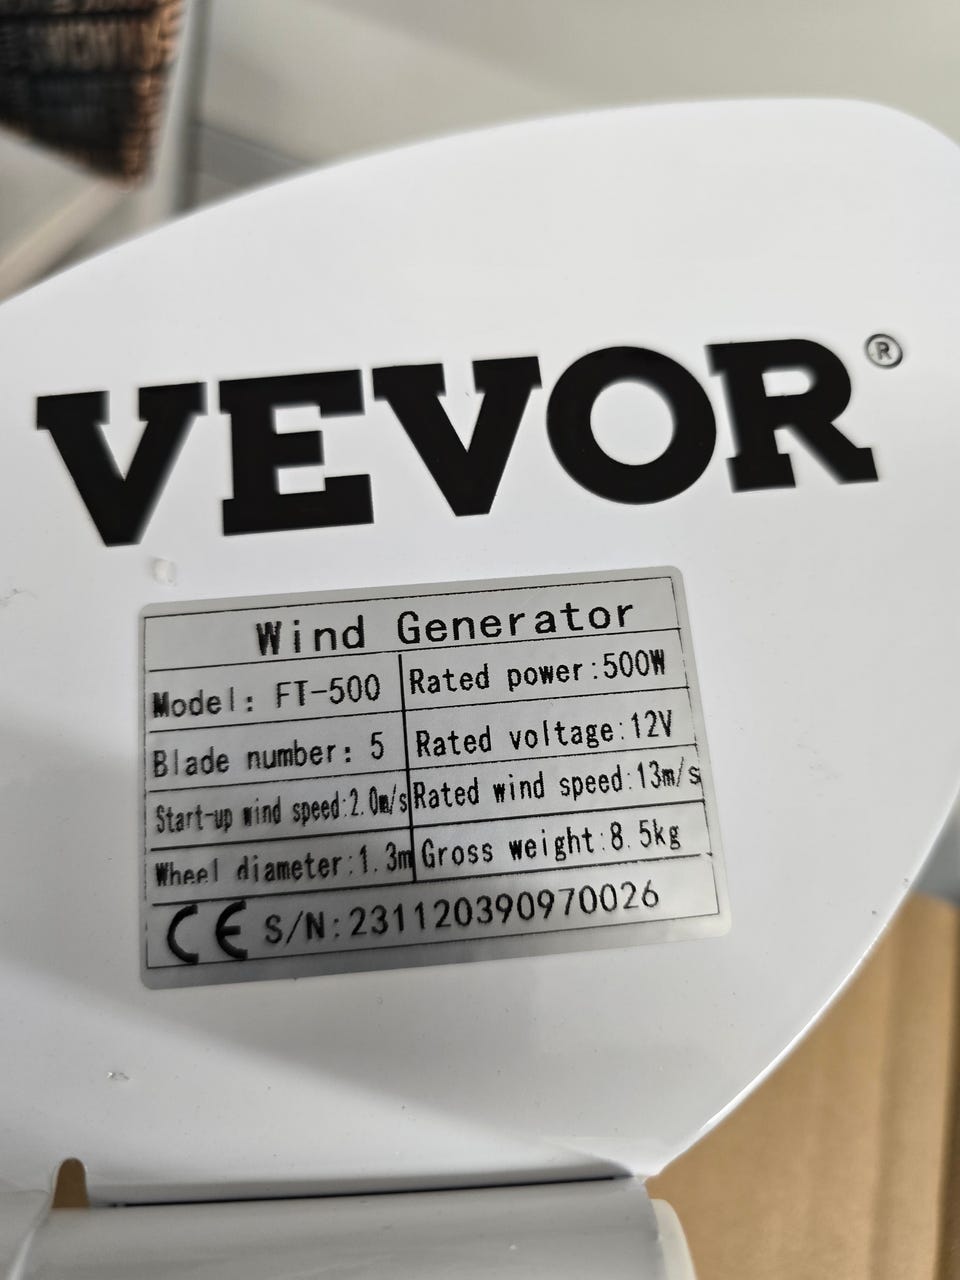 VEVOR®
Wind Generator
Model: FT-500
Rated power:500W
Blade number: 5
Rated voltage:12V
Start-up wind speed:2.0m/s
Rated wind speed:13m/s
Wheel diameter:1.3m
Gross weight:8.5kg
CE S/N:231120390970026